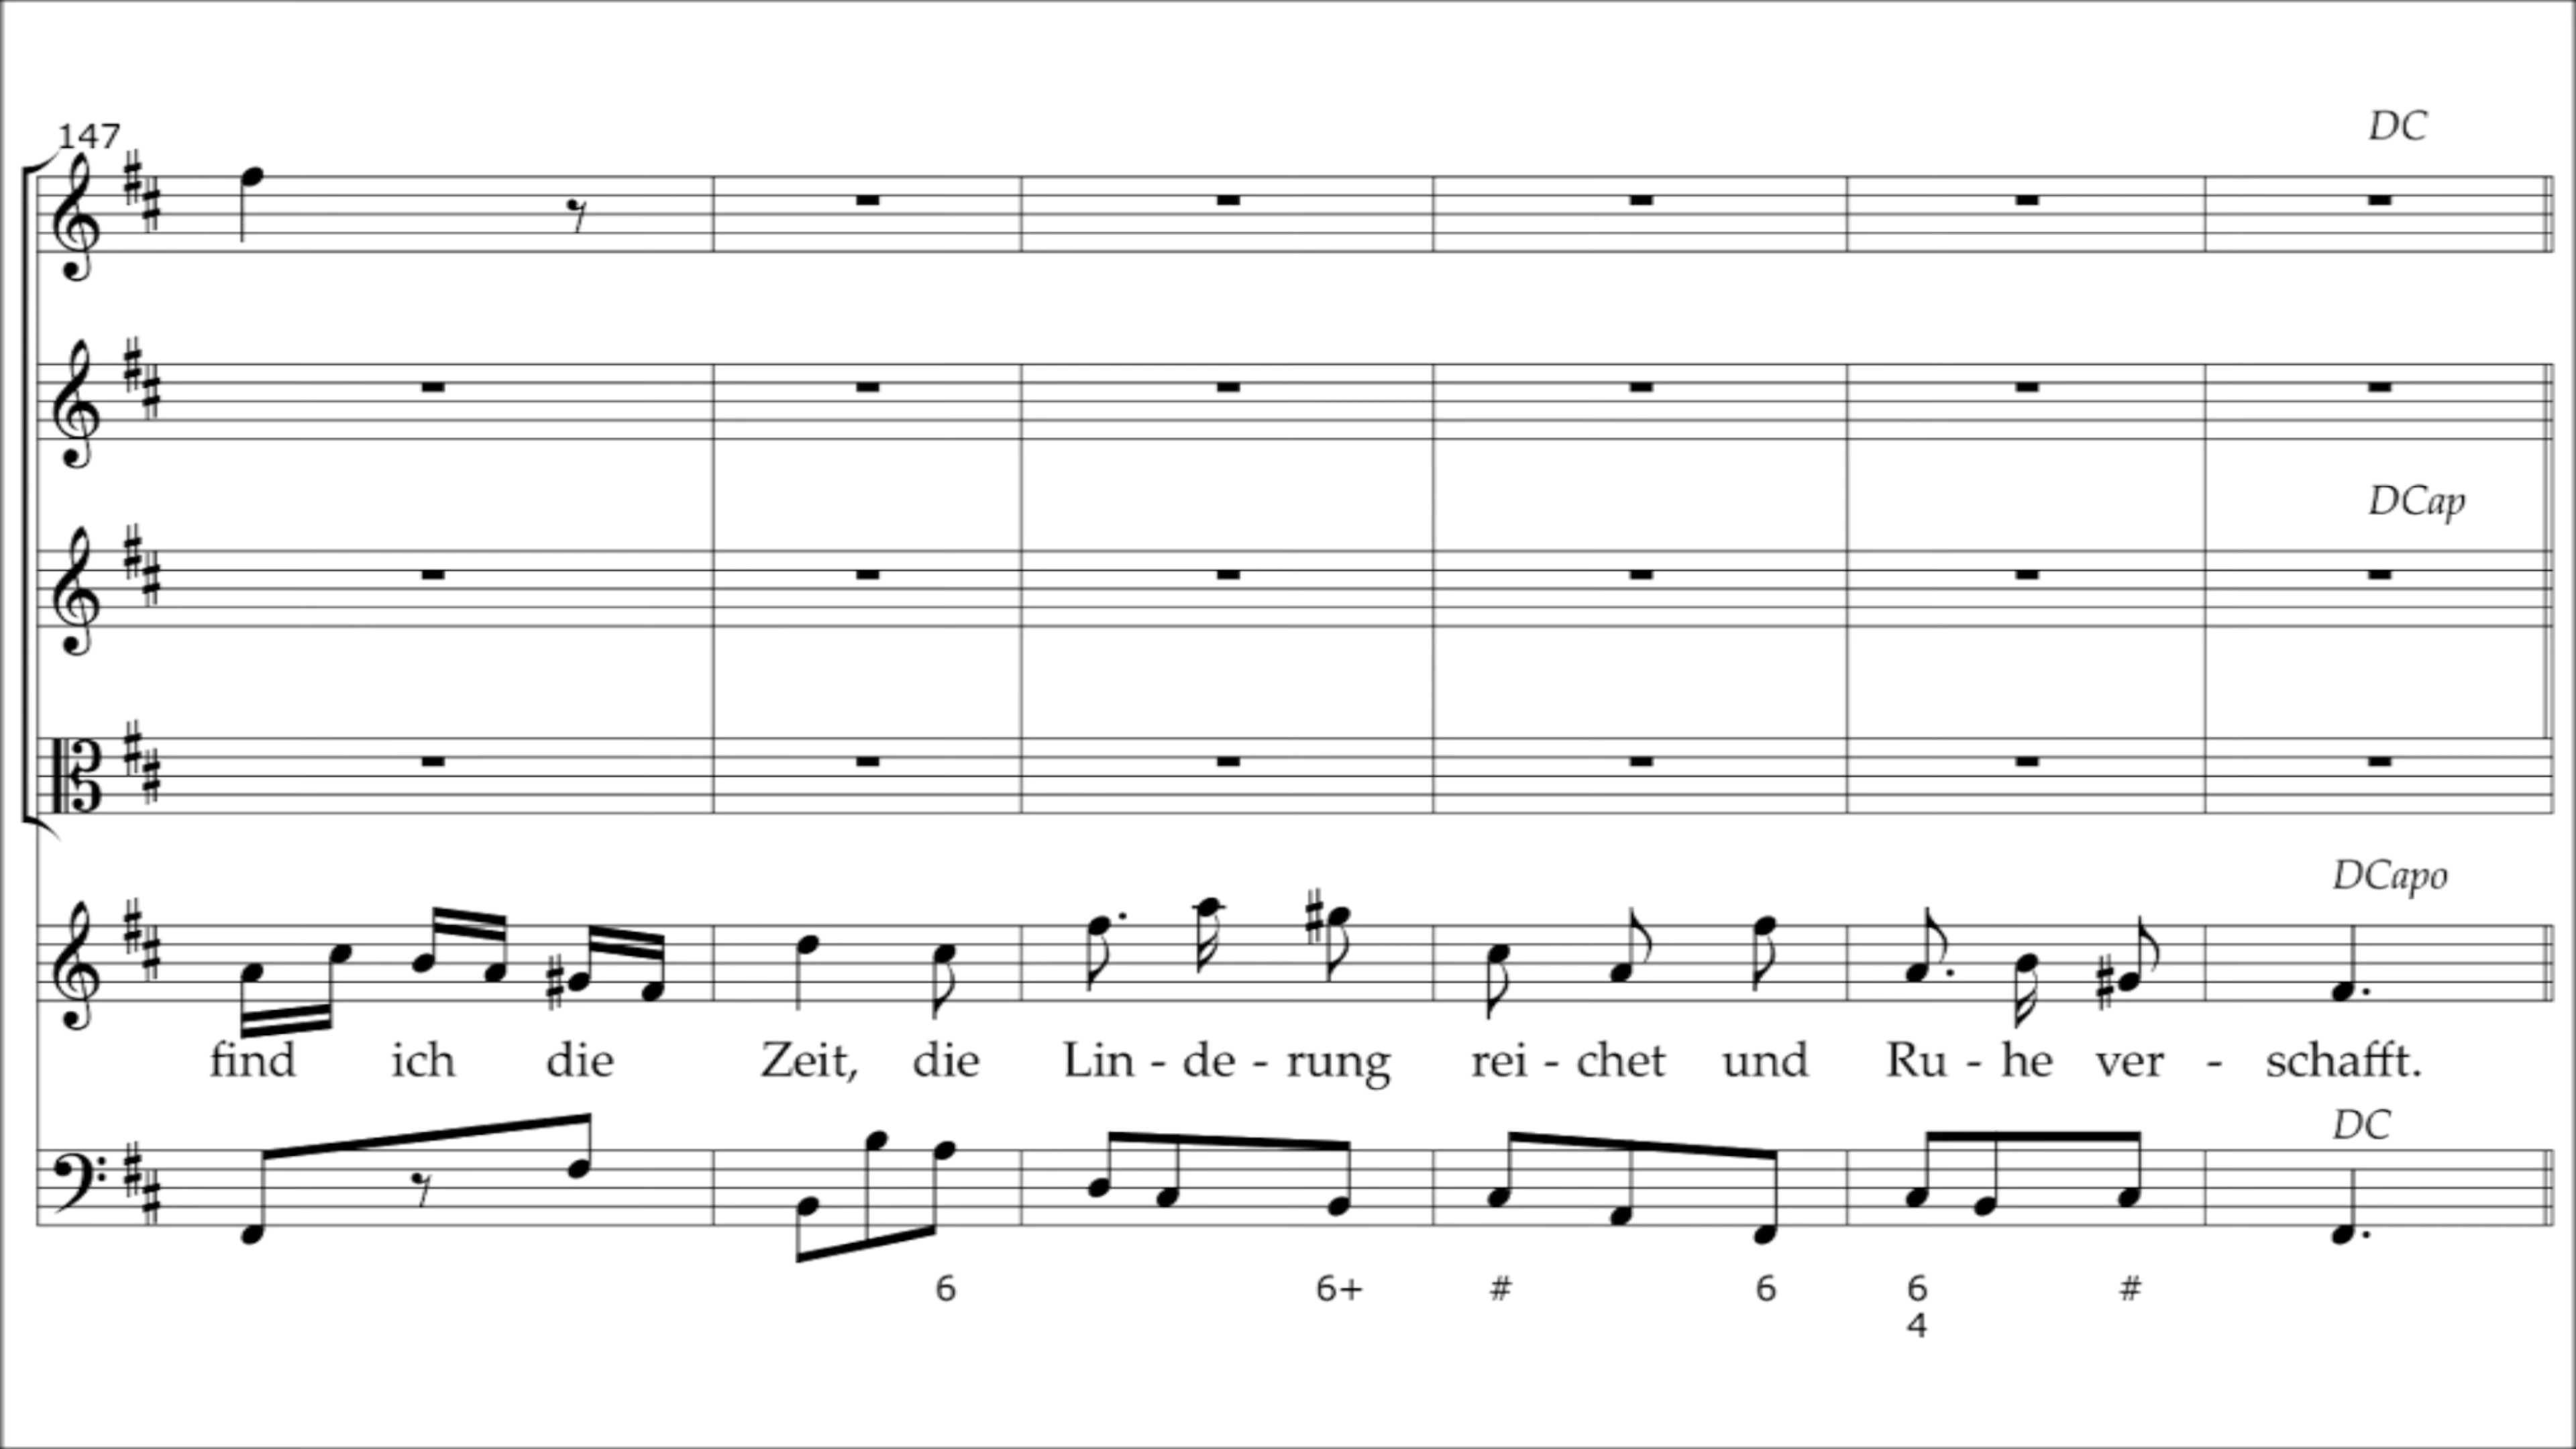 147
DC
DCap
DCapo
find ich die Zeit, die Lin - de - rung rei - chet und Ru - he ver - schafft.
DC
6 6+ # 6 6 #
4